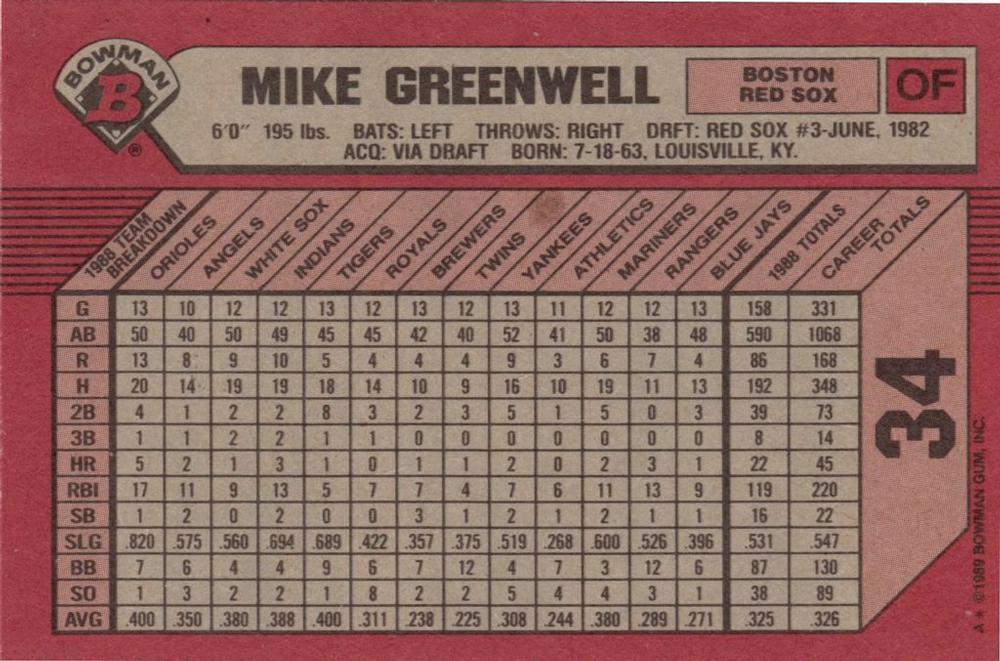 BOWMAN
B
®
MIKE GREENWELL
BOSTON
RED SOX
OF
6'0" 195 lbs. BATS: LEFT THROWS: RIGHT DRFT: RED SOX #3-JUNE, 1982
ACQ: VIA DRAFT BORN: 7-18-63, LOUISVILLE, KY.
1988 TEAM
BREAKDOWN
ORIOLES
ANGELS
WHITE SOX
INDIANS
TIGERS
ROYALS
BREWERS
TWINS
YANKEES
ATHLETICS
MARINERS
RANGERS
BLUE JAYS
1988 TOTALS
CAREER
TOTALS
G 13 10 12 12 13 12 13 12 13 11 12 12 13 158 331
AB 50 40 50 49 45 45 42 40 52 41 50 38 48 590 1068
R 13 8 9 10 5 4 4 4 9 3 6 7 4 86 168
H 20 14 19 19 18 14 10 9 16 10 19 11 13 192 348
2B 4 1 2 2 8 3 2 3 5 1 5 0 3 39 73
3B 1 1 2 2 1 1 0 0 0 0 0 0 0 8 14
HR 5 2 1 3 1 0 1 1 2 0 2 3 1 22 45
RBI 17 11 9 13 5 7 7 4 7 6 11 13 9 119 220
SB 1 2 0 2 0 0 3 1 2 1 2 1 1 16 22
SLG .820 .575 .560 .694 .689 .422 .357 .375 .519 .268 .600 .526 .396 .531 .547
BB 7 6 4 4 9 6 7 12 4 7 3 12 6 87 130
SO 1 3 2 2 1 8 2 2 5 4 4 3 1 38 89
AVG .400 .350 .380 .388 .400 .311 .238 .225 .308 .244 .380 .289 .271 .325 .326
34
A * ©1989 BOWMAN GUM, INC.